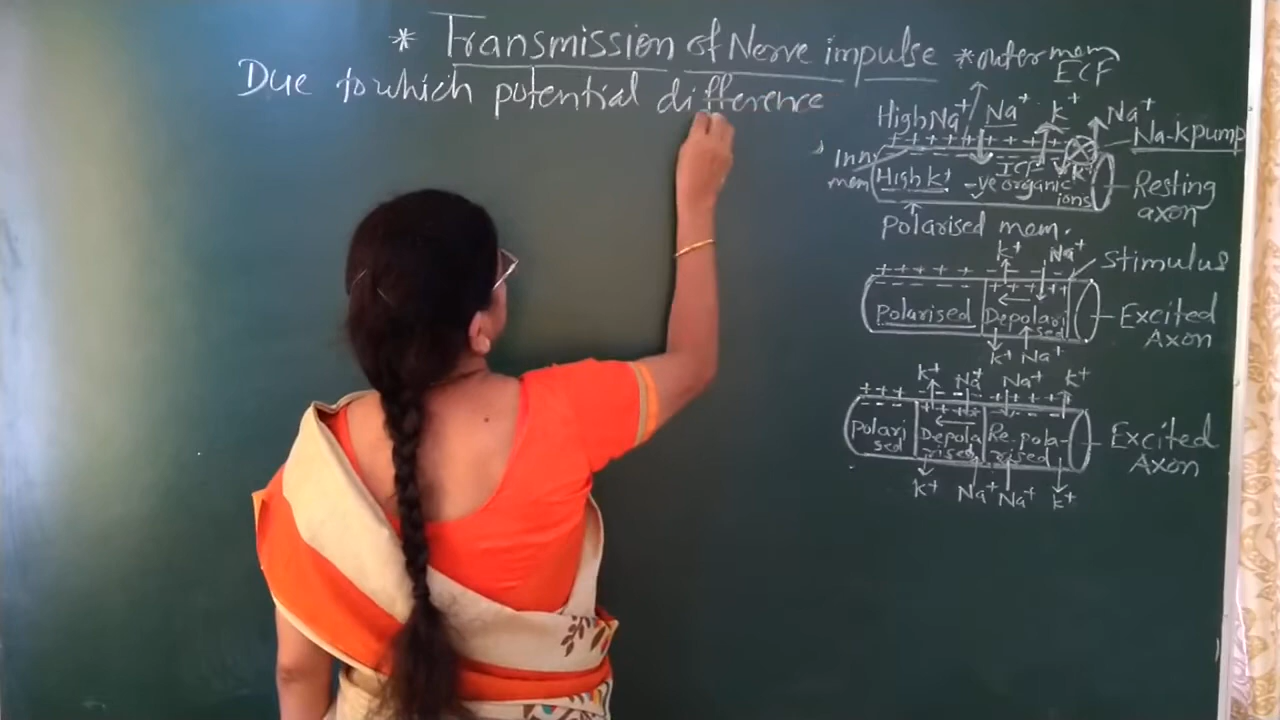 * Transmission of Nerve impulse
Due to which potential difference
*outer mem
ECF
High Na+ Na+ K+ Na+
+ + + + + + + +
Na-K pump
Inn
mem
High K+ ICF K+
-ye organic
ions
Resting
axon
Polarised mem.
K+ Na+
Stimulus
+ + + + +
Polarised Depolari
sed
Excited
Axon
K+ Na+
K+ Na+ Na+ K+
+ + +
Polari
sed
Depola
rised
Re-pola-
rised
Excited
Axon
K+ Na+ Na+ K+